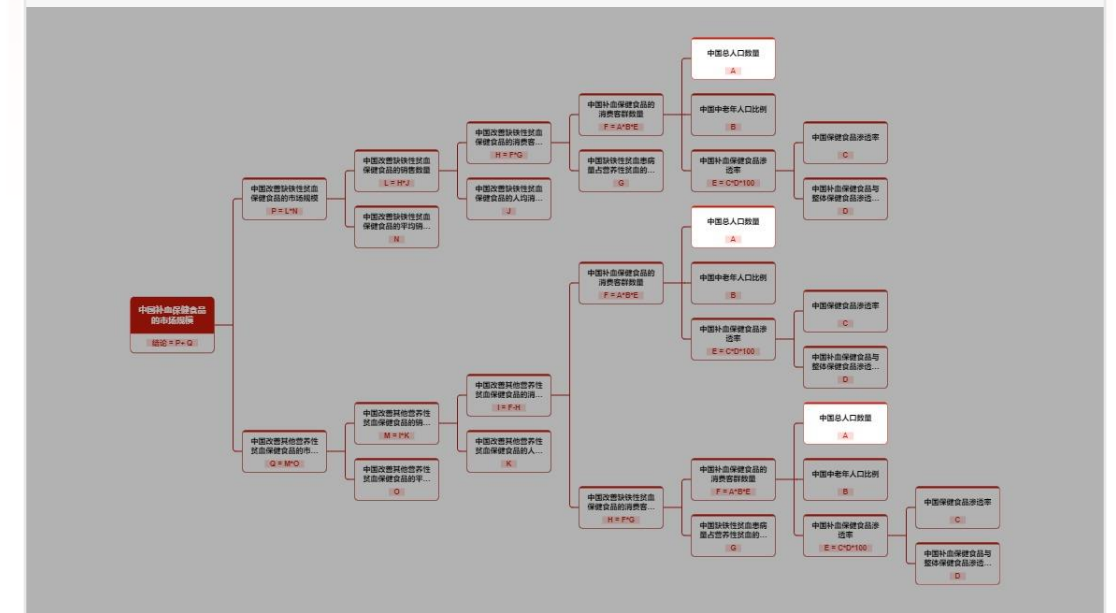 中国总人口数量
A
中国补血保健食品的
消费客群数量
F = A*B*E
中国中老年人口比例
B
中国改善缺铁性贫血
保健食品的消费客...
H = F*G
中国保健食品渗透率
C
中国改善缺铁性贫血
保健食品的销售数量
L = H*J
中国缺铁性贫血患病
量占营养性贫血的...
G
中国补血保健食品渗
透率
E = C*D*100
中国改善缺铁性贫血
保健食品的市场规模
P = L*N
中国改善缺铁性贫血
保健食品的人均消...
J
中国补血保健食品与
整体保健食品渗透...
D
中国改善缺铁性贫血
保健食品的平均销...
N
中国总人口数量
A
中国补血保健食品的
消费客群数量
F = A*B*E
中国中老年人口比例
B
中国补血保健食品
的市场规模
结论 = P+ Q
中国保健食品渗透率
C
中国补血保健食品渗
透率
E = C*D*100
中国补血保健食品与
整体保健食品渗透...
D
中国改善其他营养性
贫血保健食品的消...
I = F-H
中国改善其他营养性
贫血保健食品的销...
M = I*K
中国总人口数量
A
中国改善其他营养性
贫血保健食品的市...
Q = M*O
中国改善其他营养性
贫血保健食品的人...
K
中国补血保健食品的
消费客群数量
F = A*B*E
中国中老年人口比例
B
中国改善其他营养性
贫血保健食品的平...
O
中国改善缺铁性贫血
保健食品的消费客...
H = F*G
中国保健食品渗透率
C
中国缺铁性贫血患病
量占营养性贫血的...
G
中国补血保健食品渗
透率
E = C*D*100
中国补血保健食品与
整体保健食品渗透...
D